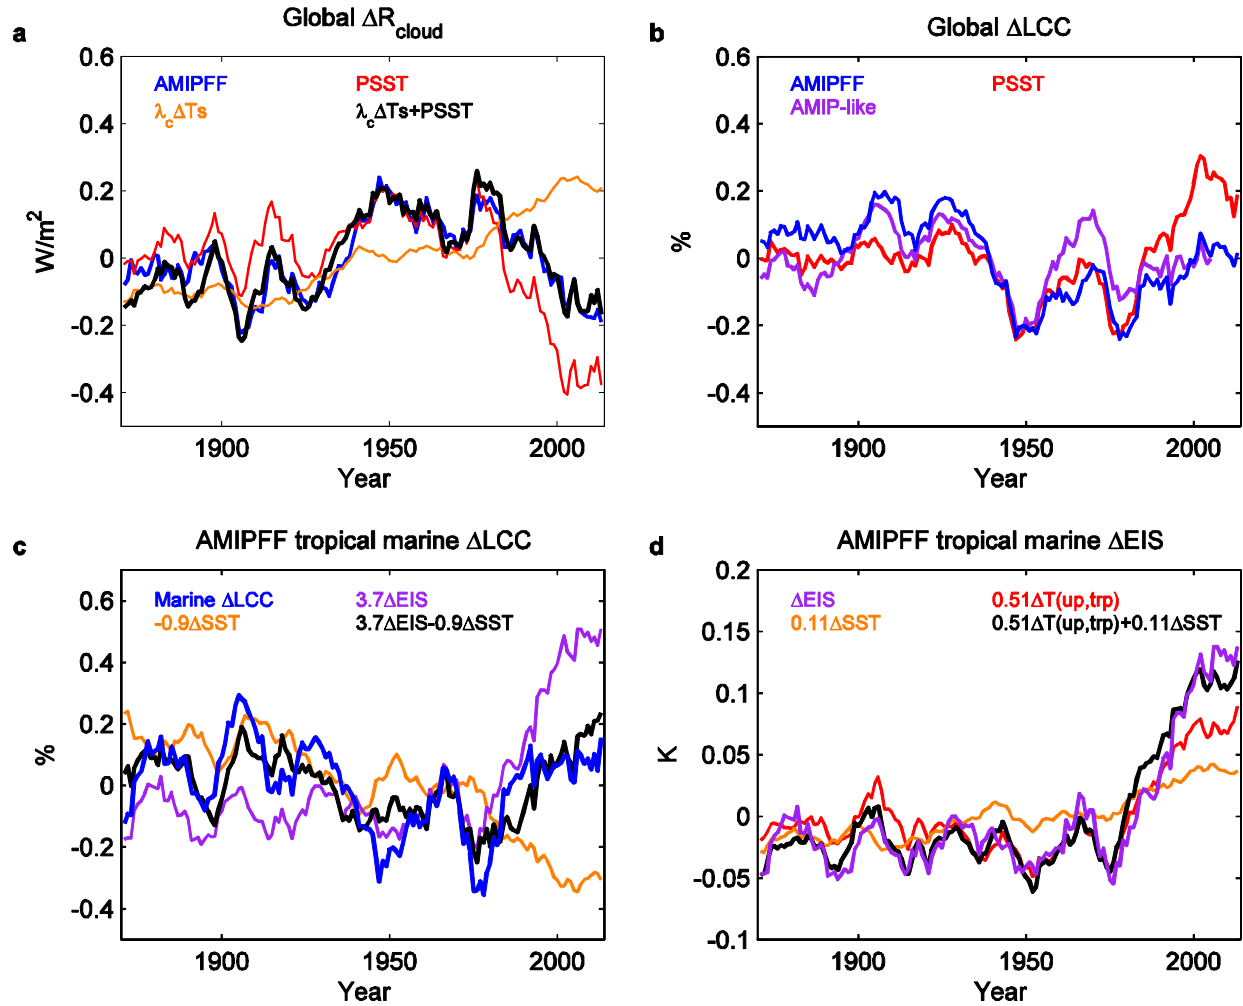 a
Global ΔRcloud
0.6
0.4
0.2
0
-0.2
-0.4
W/m2
AMIPFF
PSST
λcΔTs
λcΔTs+PSST
1900
1950
2000
Year
b
Global ΔLCC
0.6
0.4
0.2
0
-0.2
-0.4
%
AMIPFF
PSST
AMIP-like
1900
1950
2000
Year
c
AMIPFF tropical marine ΔLCC
0.6
0.4
0.2
0
-0.2
-0.4
%
Marine ΔLCC
3.7ΔEIS
-0.9ΔSST
3.7ΔEIS-0.9ΔSST
1900
1950
2000
Year
d
AMIPFF tropical marine ΔEIS
0.2
0.15
0.1
0.05
0
-0.05
-0.1
K
ΔEIS
0.51ΔT(up,trp)
0.11ΔSST
0.51ΔT(up,trp)+0.11ΔSST
1900
1950
2000
Year